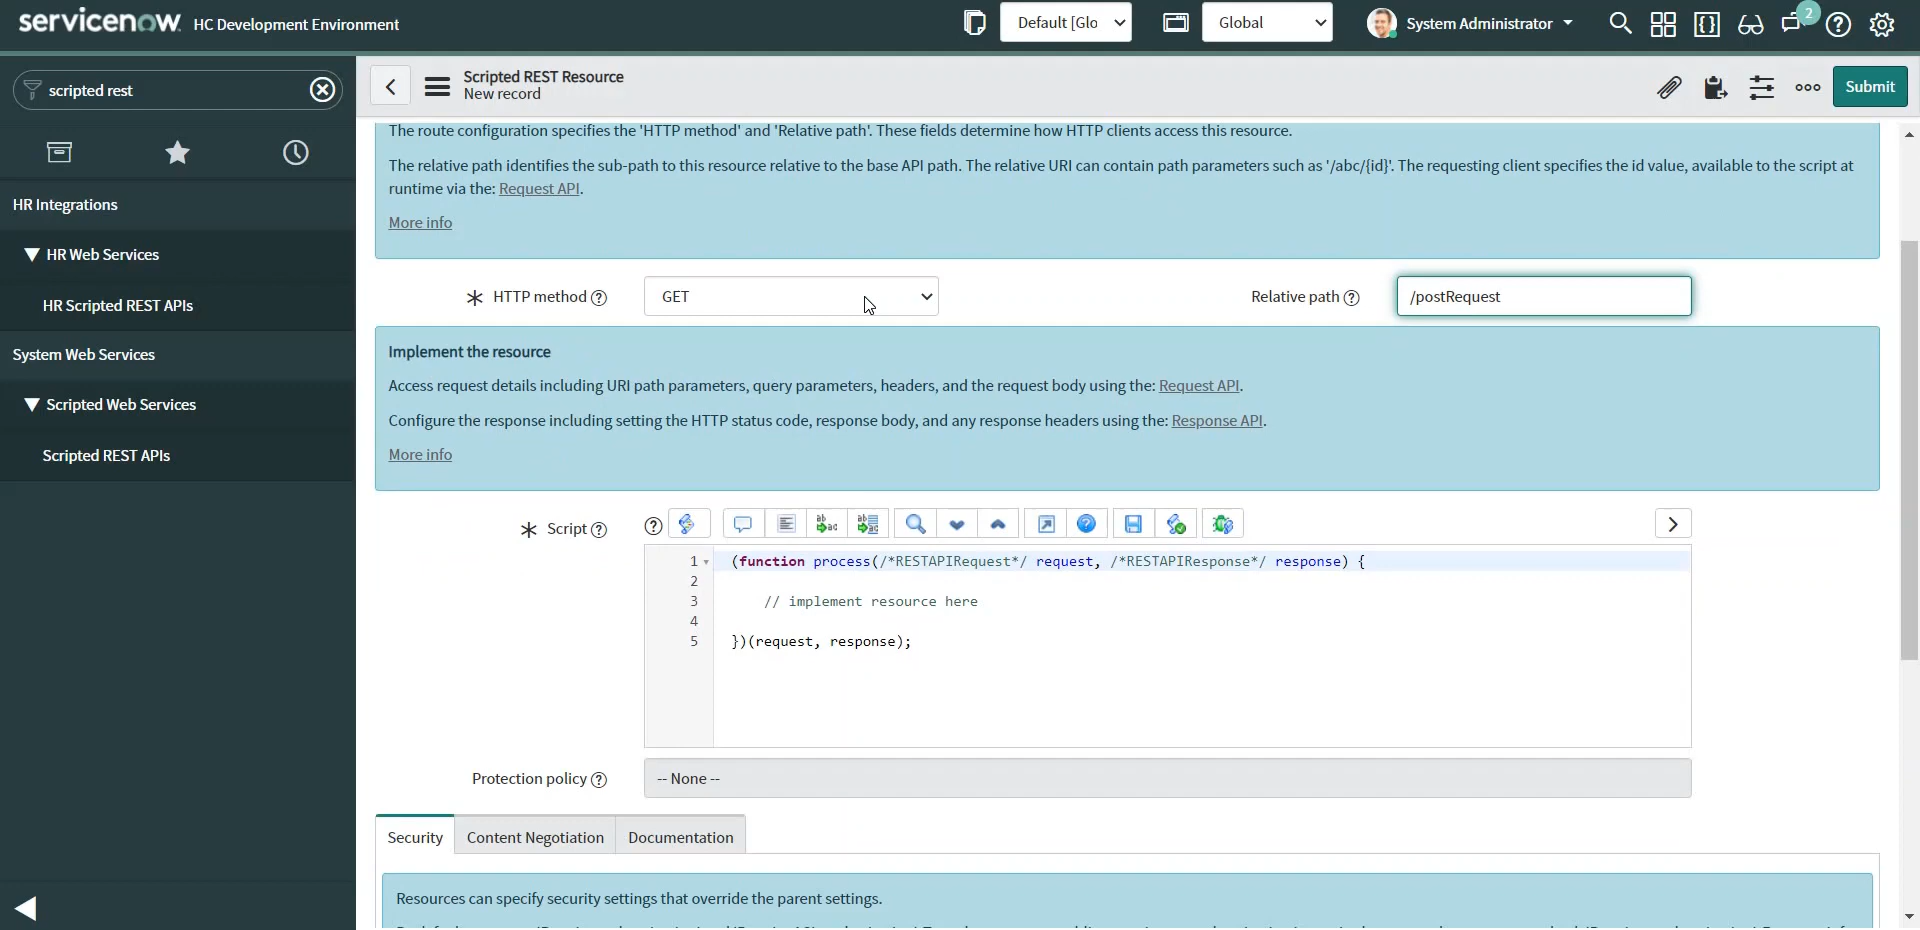 servicenow HC Development Environment
Default [Glo
Global
System Administrator
2
scripted rest
Scripted REST Resource
New record
Submit
HR Integrations
HR Web Services
HR Scripted REST APIs
System Web Services
Scripted Web Services
Scripted REST APIs
The route configuration specifies the 'HTTP method' and 'Relative path'. These fields determine how HTTP clients access this resource.
The relative path identifies the sub-path to this resource relative to the base API path. The relative URI can contain path parameters such as '/abc/{id}'. The requesting client specifies the id value, available to the script at
runtime via the: Request API.
More info
HTTP method
GET
Relative path
/postRequest
Implement the resource
Access request details including URI path parameters, query parameters, headers, and the request body using the: Request API.
Configure the response including setting the HTTP status code, response body, and any response headers using the: Response API.
More info
Script
1 (function process(/*RESTAPIRequest*/ request, /*RESTAPIResponse*/ response) {
2
3 // implement resource here
4
5 })(request, response);
Protection policy
-- None --
Security
Content Negotiation
Documentation
Resources can specify security settings that override the parent settings.